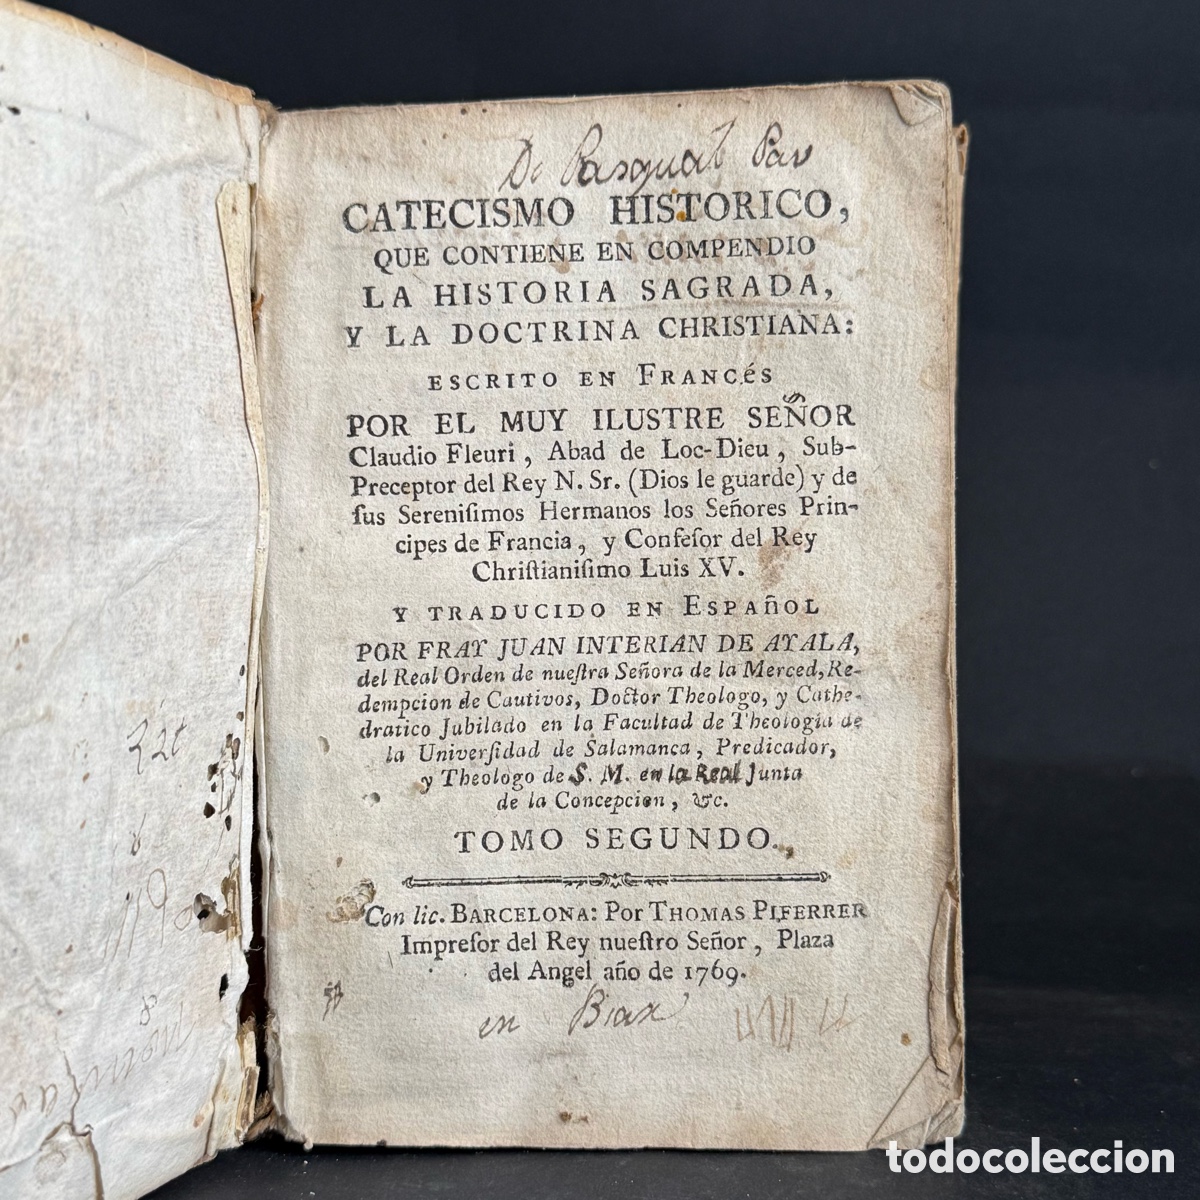 De Pasqual Pav
CATECISMO HISTORICO,
QUE CONTIENE EN COMPENDIO
LA HISTORIA SAGRADA,
Y LA DOCTRINA CHRISTIANA:
ESCRITO EN FRANCéS
POR EL MUY ILUSTRE SEÑOR
Claudio Fleuri, Abad de Loc-Dieu, Sub-
Preceptor del Rey N. Sr. (Dios le guarde) y de
ſus Sereniſimos Hermanos los Señores Prin-
cipes de Francia, y Confeſor del Rey
Chriſtianiſimo Luis XV.
Y TRADUCIDO EN ESPAñOL
POR FRAY JUAN INTERIAN DE AYALA,
del Real Orden de nueſtra Señora de la Merced, Re-
dempcion de Cautivos, Doctor Theologo, y Cathe-
dratico Jubilado en la Facultad de Theologia de
la Univerſidad de Salamanca, Predicador,
y Theologo de S. M. en la Real Junta
de la Concepcion, &c.
TOMO SEGUNDO.
Con lic. BARCELONA: Por THOMAS PIFERRER
Impreſor del Rey nueſtro Señor, Plaza
del Angel año de 1769.
en
todocoleccion